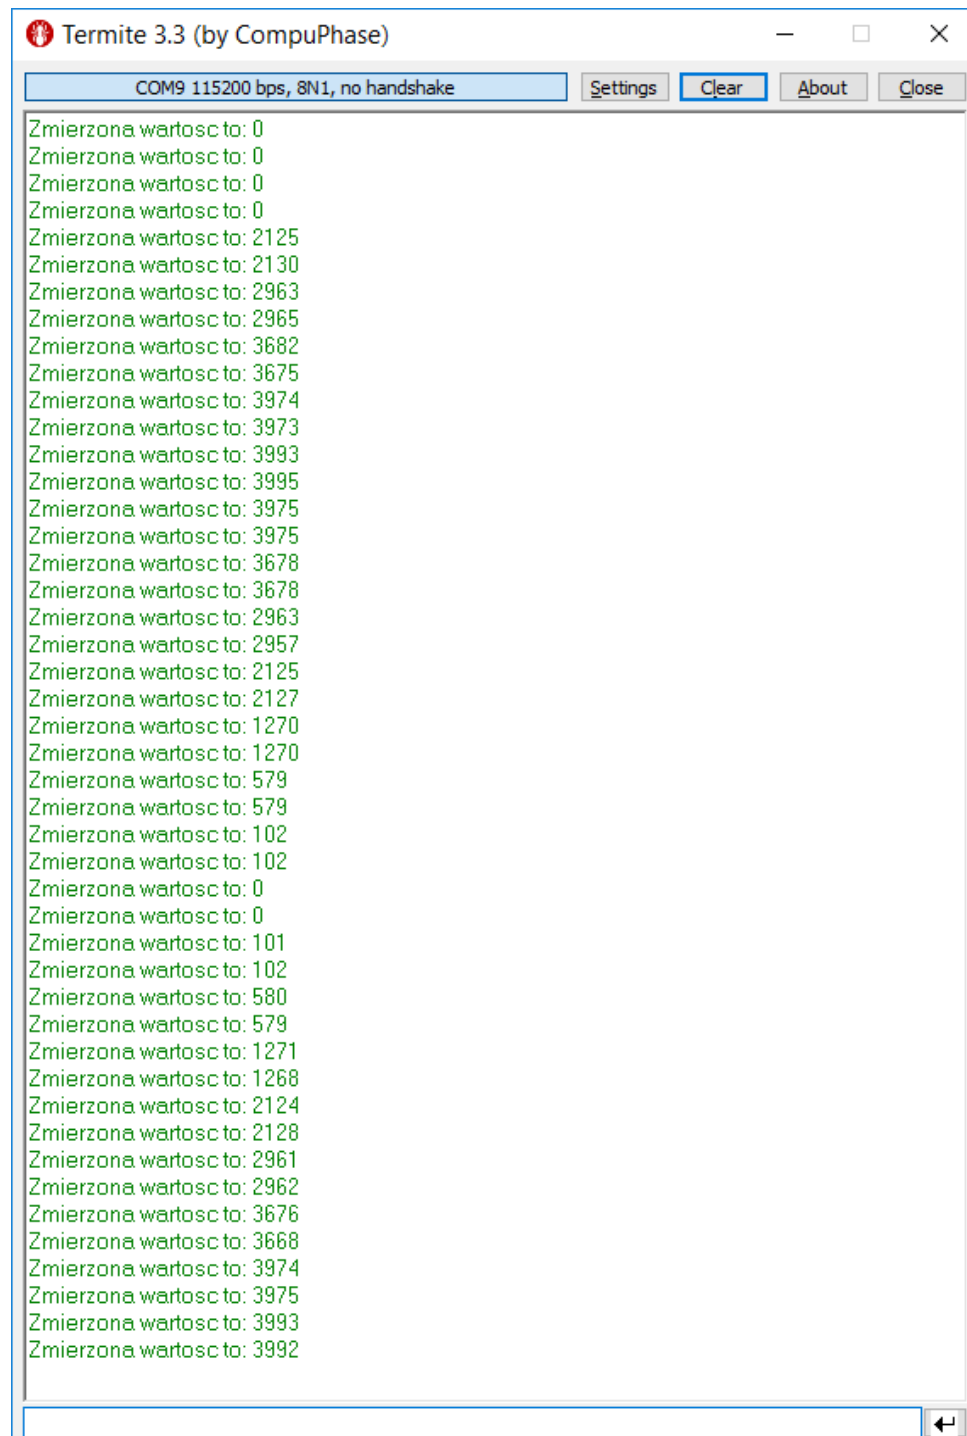 Termite 3.3 (by CompuPhase)
COM9 115200 bps, 8N1, no handshake
Settings
Clear
About
Close
Zmierzona wartosc to: 0
Zmierzona wartosc to: 0
Zmierzona wartosc to: 0
Zmierzona wartosc to: 0
Zmierzona wartosc to: 2125
Zmierzona wartosc to: 2130
Zmierzona wartosc to: 2963
Zmierzona wartosc to: 2965
Zmierzona wartosc to: 3682
Zmierzona wartosc to: 3675
Zmierzona wartosc to: 3974
Zmierzona wartosc to: 3973
Zmierzona wartosc to: 3993
Zmierzona wartosc to: 3995
Zmierzona wartosc to: 3975
Zmierzona wartosc to: 3975
Zmierzona wartosc to: 3678
Zmierzona wartosc to: 3678
Zmierzona wartosc to: 2963
Zmierzona wartosc to: 2957
Zmierzona wartosc to: 2125
Zmierzona wartosc to: 2127
Zmierzona wartosc to: 1270
Zmierzona wartosc to: 1270
Zmierzona wartosc to: 579
Zmierzona wartosc to: 579
Zmierzona wartosc to: 102
Zmierzona wartosc to: 102
Zmierzona wartosc to: 0
Zmierzona wartosc to: 0
Zmierzona wartosc to: 101
Zmierzona wartosc to: 102
Zmierzona wartosc to: 580
Zmierzona wartosc to: 579
Zmierzona wartosc to: 1271
Zmierzona wartosc to: 1268
Zmierzona wartosc to: 2124
Zmierzona wartosc to: 2128
Zmierzona wartosc to: 2961
Zmierzona wartosc to: 2962
Zmierzona wartosc to: 3676
Zmierzona wartosc to: 3668
Zmierzona wartosc to: 3974
Zmierzona wartosc to: 3975
Zmierzona wartosc to: 3993
Zmierzona wartosc to: 3992